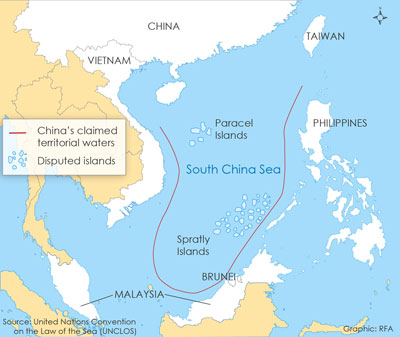 CHINA
TAIWAN
VIETNAM
China's claimed
territorial waters
Disputed islands
Paracel
Islands
PHILIPPINES
South China Sea
Spratly
Islands
BRUNEI
MALAYSIA
Source: United Nations Convention
on the Law of the Sea (UNCLOS)
Graphic: RFA